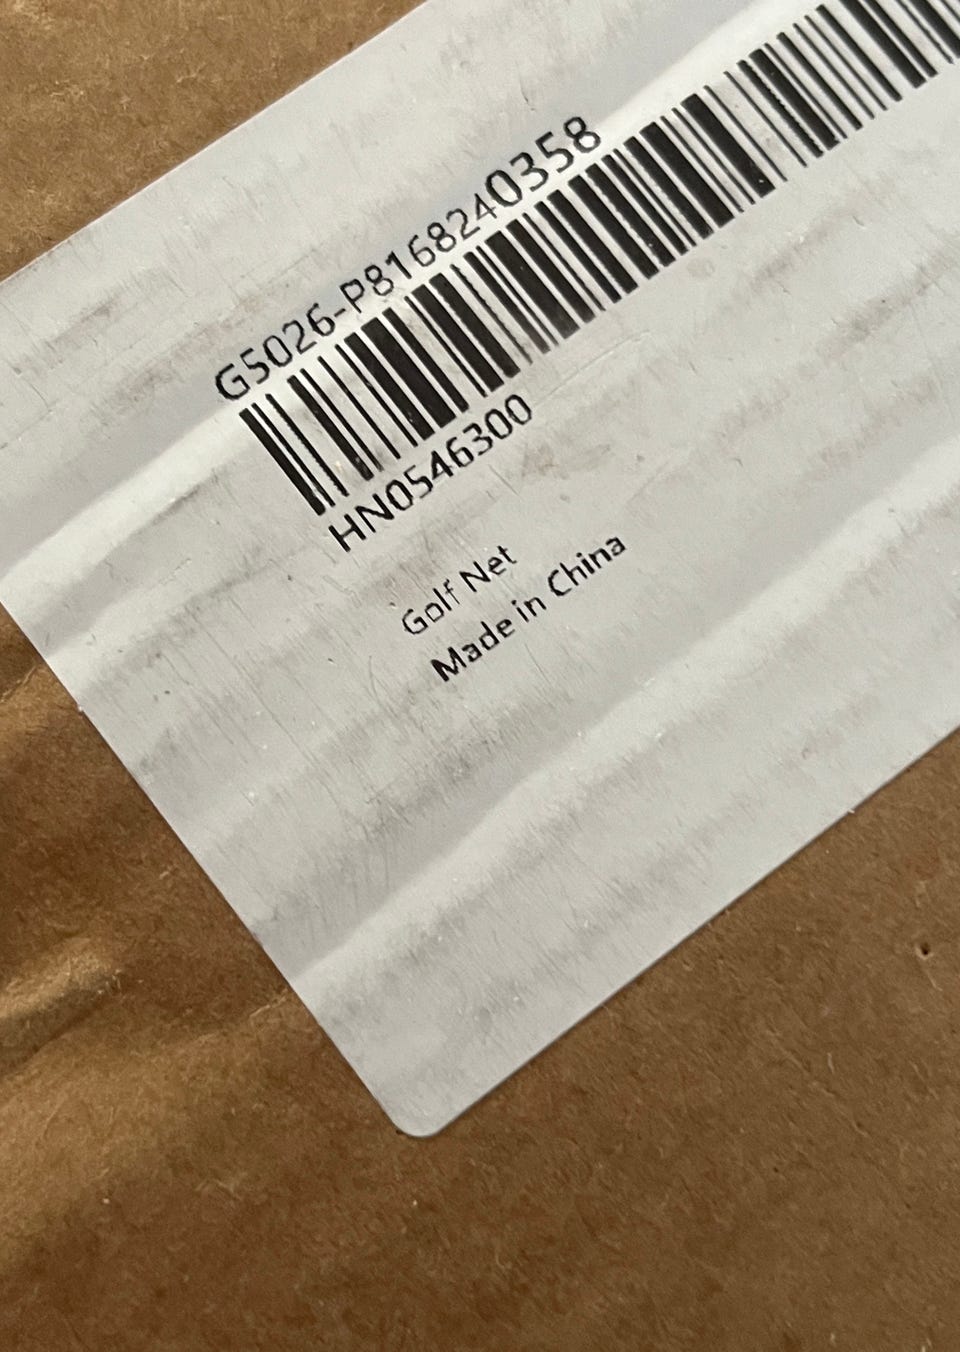 G5026-P8168240358
HN0546300
Golf Net
Made in China